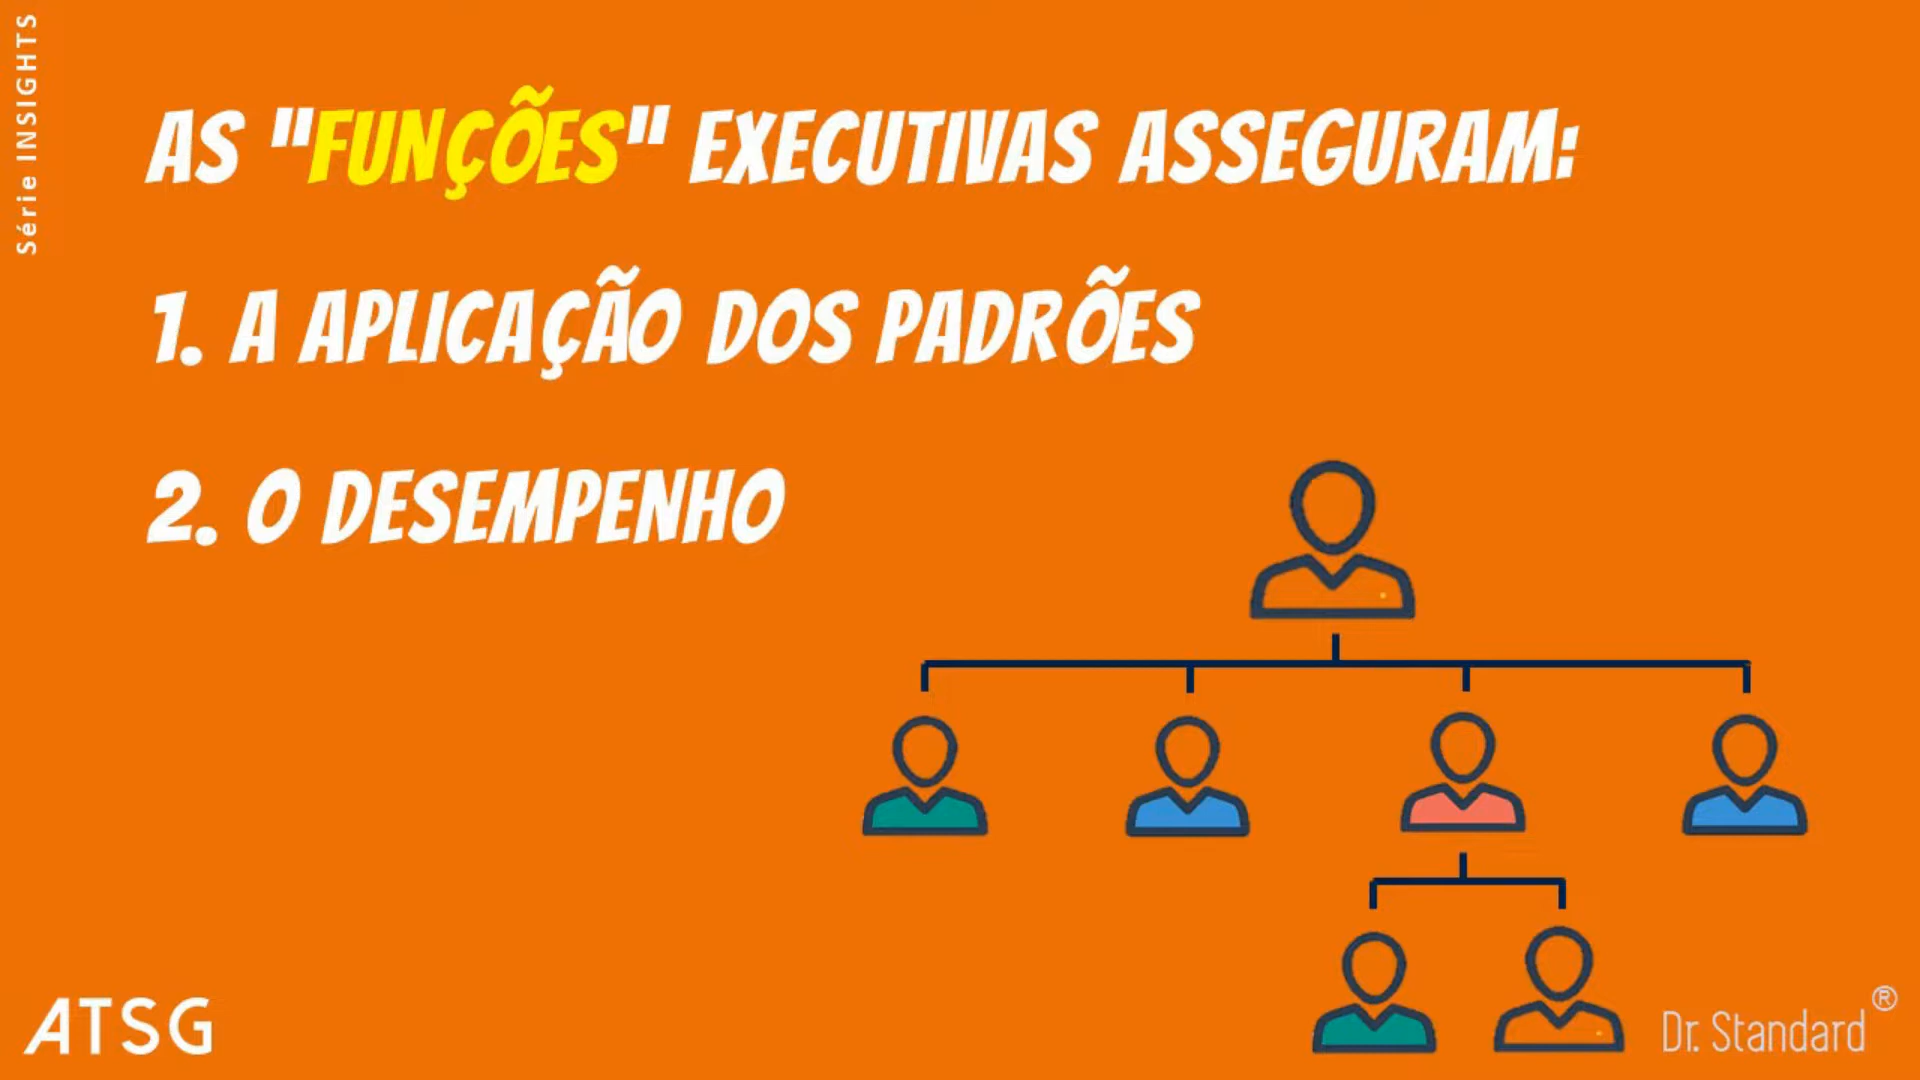 Série INSIGHTS
AS "FUNÇÕES" EXECUTIVAS ASSEGURAM:
1. A APLICAÇÃO DOS PADRÕES
2. O DESEMPENHO
ATSG
Dr. Standard®